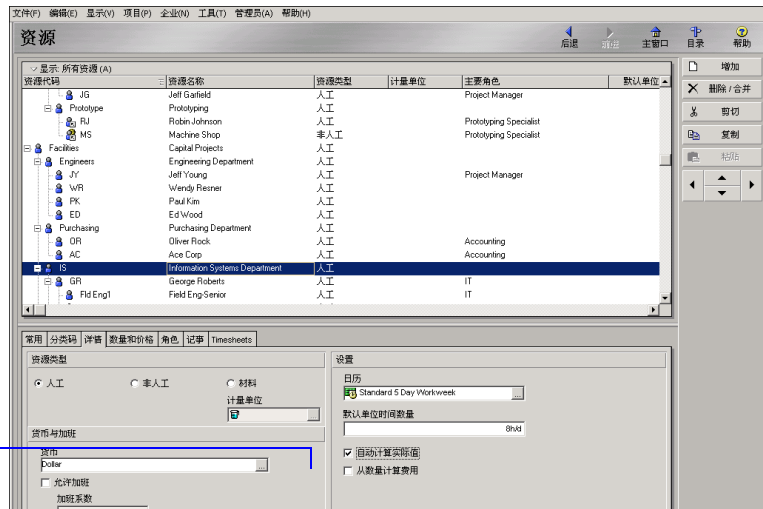 文件(F) 编辑(E) 显示(V) 项目(P) 企业(N) 工具(T) 管理员(A) 帮助(H)
资源
后退 前进 主窗口 目录 帮助
显示: 所有资源 (A)
资源代码 资源名称 资源类型 计量单位 主要角色 默认单位
JG Jeff Garfield 人工 Project Manager
Prototype Prototyping 人工
RJ Robin Johnson 人工 Prototyping Specialist
MS Machine Shop 非人工 Prototyping Specialist
Facilities Capital Projects 人工
Engineers Engineering Department 人工
JY Jeff Young 人工 Project Manager
WR Wendy Resner 人工
PK Paul Kim 人工
ED Ed Wood 人工
Purchasing Purchasing Department 人工
OR Oliver Rock 人工 Accounting
AC Ace Corp 人工 Accounting
IS Information Systems Department 人工
GR George Roberts 人工 IT
Fld Eng1 Field Eng-Senior 人工 IT
增加
删除 / 合并
剪切
复制
粘贴
常用 分类码 详情 数量和价格 角色 记事 Timesheets
资源类型
人工 非人工 材料
计量单位
货币与加班
货币
Dollar
允许加班
加班系数
设置
日历
Standard 5 Day Workweek
默认单位时间数量
8h/d
自动计算实际值
从数量计算费用